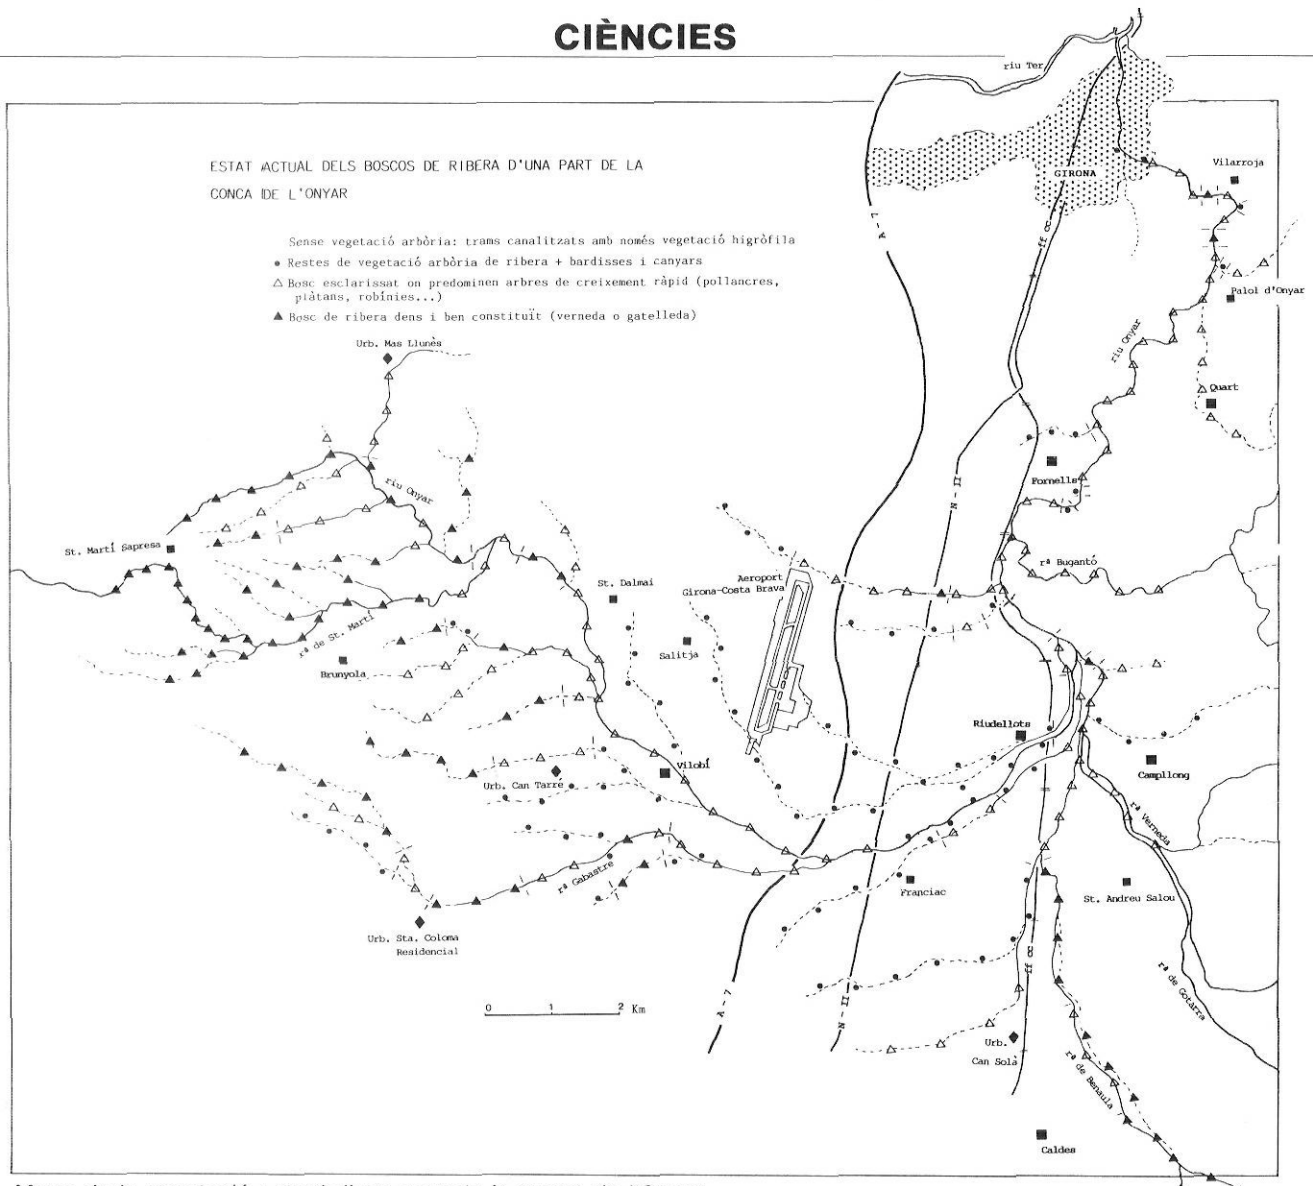 CIÈNCIES
riu Ter
ESTAT ACTUAL DELS BOSCOS DE RIBERA D'UNA PART DE LA
CONCA DE L'ONYAR
Vilarroja
GIRONA
Sense vegetació arbòria: trams canalitzats amb només vegetació higròfila
Restes de vegetació arbòria de ribera + bardisses i canyars
Bosc esclarissat on predominen arbres de creixement ràpid (pollancres,
plàtans, robínies...)
Bosc de ribera dens i ben constituït (verneda o gatelleda)
A-7
ff cc
Palol d'Onyar
riu Onyar
Urb. Mas Llunès
Quart
riu Onyar
N-II
Fornells
St. Martí Sapresa
rª Bugantó
St. Dalmai
Aeroport
Girona-Costa Brava
rª de St. Martí
Salitja
Brunyola
Riudellots
Vilobí
Campllong
Urb. Can Tarré
rª Verneda
rª Gabastre
Franciac
St. Andreu Salou
Urb. Sta. Coloma
Residencial
ff cc
rª de Gotarra
A-7
N-II
0 1 2 Km
Urb.
Can Solà
rª de Benaula
Caldes